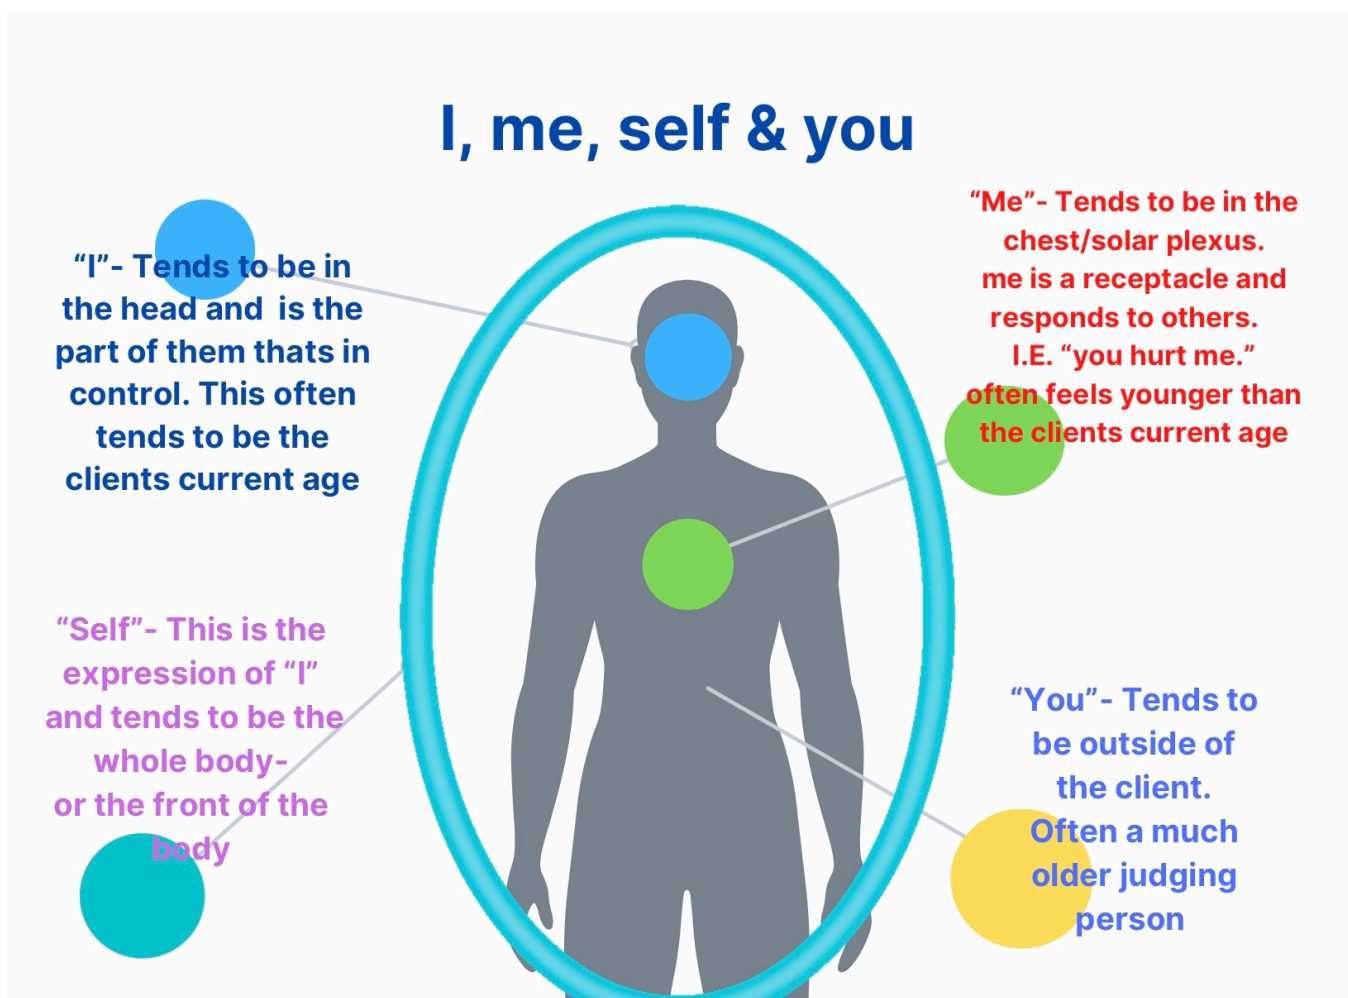 I, me, self & you
“I”- Tends to be in
the head and  is the
part of them thats in
control. This often
tends to be the
clients current age
“Me”- Tends to be in the
chest/solar plexus.
me is a receptacle and
responds to others.
I.E. “you hurt me.”
often feels younger than
the clients current age
“Self”- This is the
expression of “I”
and tends to be the
whole body-
or the front of the
body
“You”- Tends to
be outside of
the client.
Often a much
older judging
person